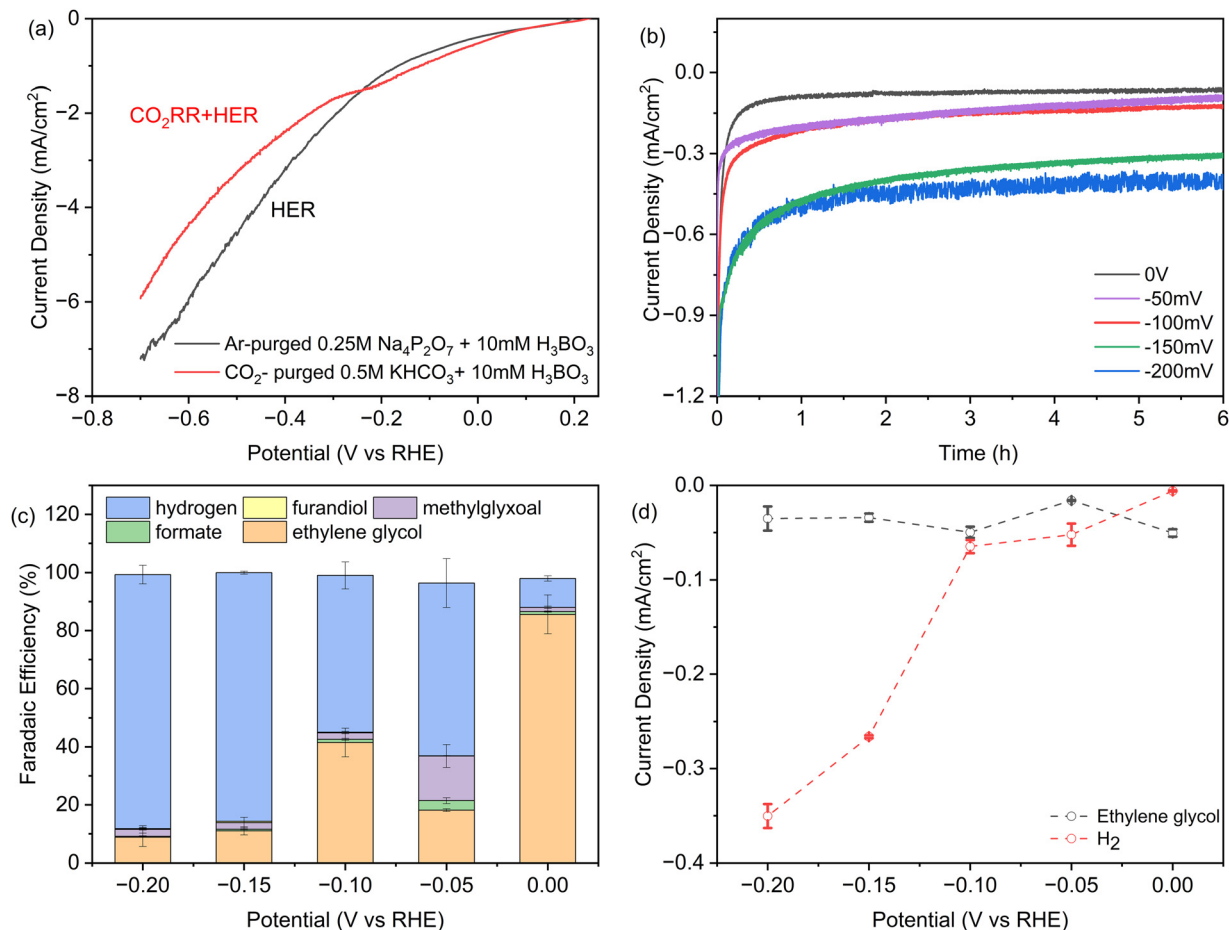 (a)
0
−2
−4
−6
−8
Current Density (mA/cm²)
CO₂RR+HER
HER
Ar-purged 0.25M Na₄P₂O₇ + 10mM H₃BO₃
CO₂- purged 0.5M KHCO₃+ 10mM H₃BO₃
−0.8 −0.6 −0.4 −0.2 0.0 0.2
Potential (V vs RHE)
(b)
0.0
−0.3
−0.6
−0.9
−1.2
Current Density (mA/cm²)
0V
-50mV
-100mV
-150mV
-200mV
0 1 2 3 4 5 6
Time (h)
(c)
hydrogen furandiol methylglyxoal
formate ethylene glycol
120
100
80
60
40
20
0
Faradaic Efficiency (%)
−0.20 −0.15 −0.10 −0.05 0.00
Potential (V vs RHE)
(d)
0.0
−0.1
−0.2
−0.3
−0.4
Current Density (mA/cm²)
Ethylene glycol
H₂
−0.20 −0.15 −0.10 −0.05 0.00
Potential (V vs RHE)